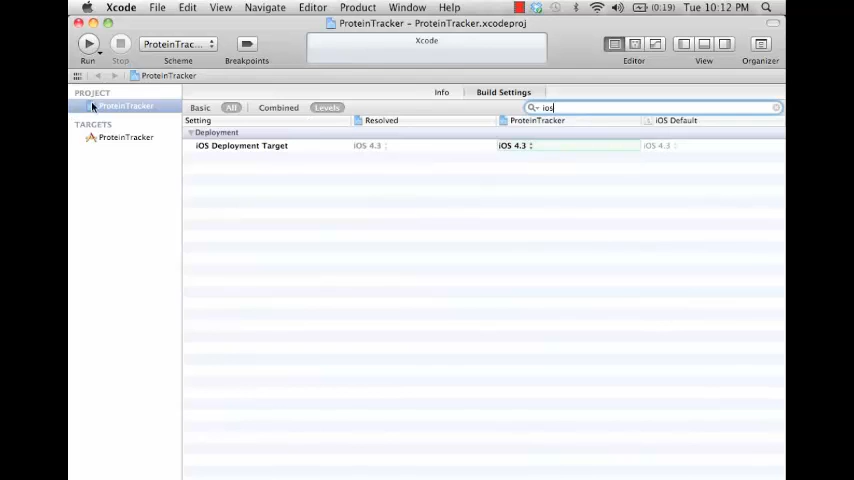 Xcode File Edit View Navigate Editor Product Window Help (0:19) Tue 10:12 PM
ProteinTracker – ProteinTracker.xcodeproj
ProteinTrac...
Xcode
Run Stop Scheme Breakpoints Editor View Organizer
ProteinTracker
PROJECT
ProteinTracker
TARGETS
ProteinTracker
Info Build Settings
Basic All Combined Levels ios
Setting Resolved ProteinTracker iOS Default
Deployment
iOS Deployment Target iOS 4.3 iOS 4.3 iOS 4.3